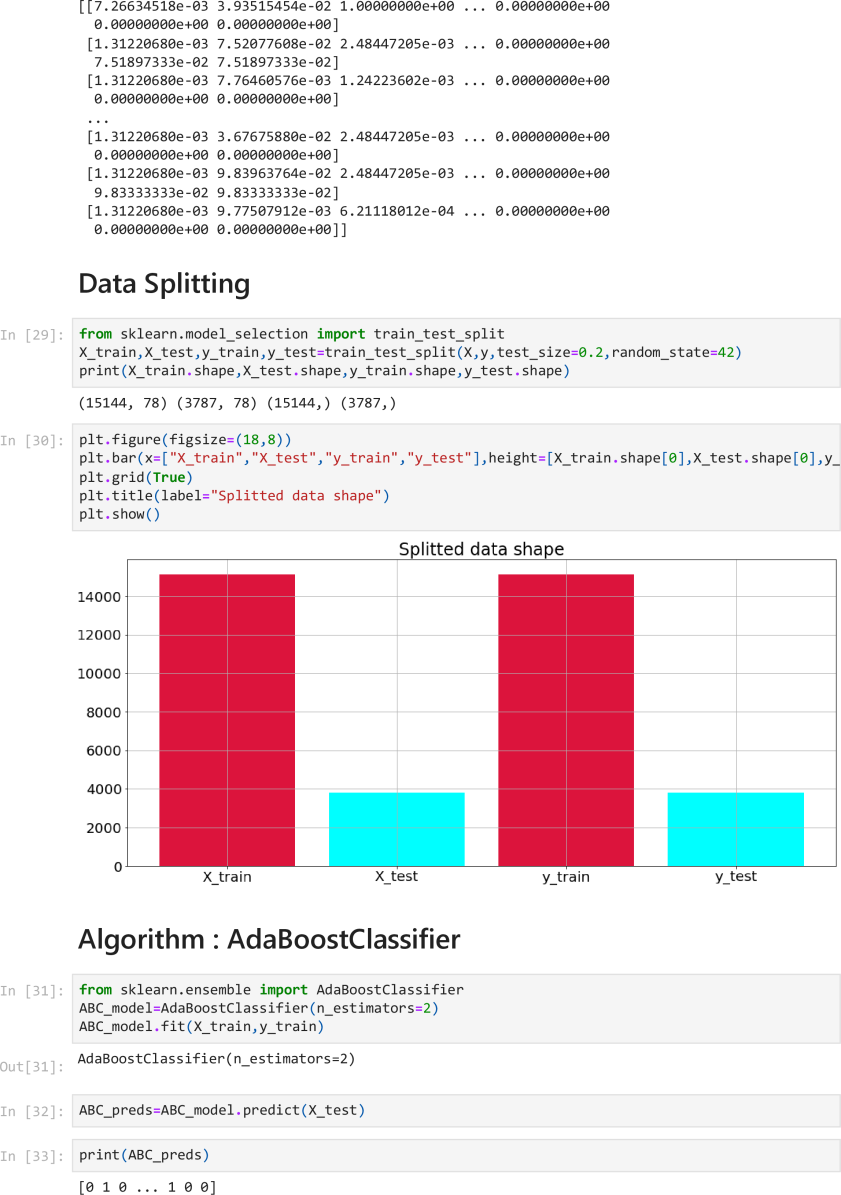 [[7.26634518e-03 3.93515454e-02 1.00000000e+00 ... 0.00000000e+00
0.00000000e+00 0.00000000e+00]
[1.31220680e-03 7.52077608e-02 2.48447205e-03 ... 0.00000000e+00
7.51897333e-02 7.51897333e-02]
[1.31220680e-03 7.76460576e-03 1.24223602e-03 ... 0.00000000e+00
0.00000000e+00 0.00000000e+00]
...
[1.31220680e-03 3.67675880e-02 2.48447205e-03 ... 0.00000000e+00
0.00000000e+00 0.00000000e+00]
[1.31220680e-03 9.83963764e-02 2.48447205e-03 ... 0.00000000e+00
9.83333333e-02 9.83333333e-02]
[1.31220680e-03 9.77507912e-03 6.21118012e-04 ... 0.00000000e+00
0.00000000e+00 0.00000000e+00]]
Data Splitting
In [29]: from sklearn.model_selection import train_test_split
X_train,X_test,y_train,y_test=train_test_split(X,y,test_size=0.2,random_state=42)
print(X_train.shape,X_test.shape,y_train.shape,y_test.shape)
(15144, 78) (3787, 78) (15144,) (3787,)
In [30]: plt.figure(figsize=(18,8))
plt.bar(x=["X_train","X_test","y_train","y_test"],height=[X_train.shape[0],X_test.shape[0],y_
plt.grid(True)
plt.title(label="Splitted data shape")
plt.show()
Splitted data shape
14000
12000
10000
8000
6000
4000
2000
0
X_train X_test y_train y_test
Algorithm : AdaBoostClassifier
In [31]: from sklearn.ensemble import AdaBoostClassifier
ABC_model=AdaBoostClassifier(n_estimators=2)
ABC_model.fit(X_train,y_train)
Out[31]: AdaBoostClassifier(n_estimators=2)
In [32]: ABC_preds=ABC_model.predict(X_test)
In [33]: print(ABC_preds)
[0 1 0 ... 1 0 0]